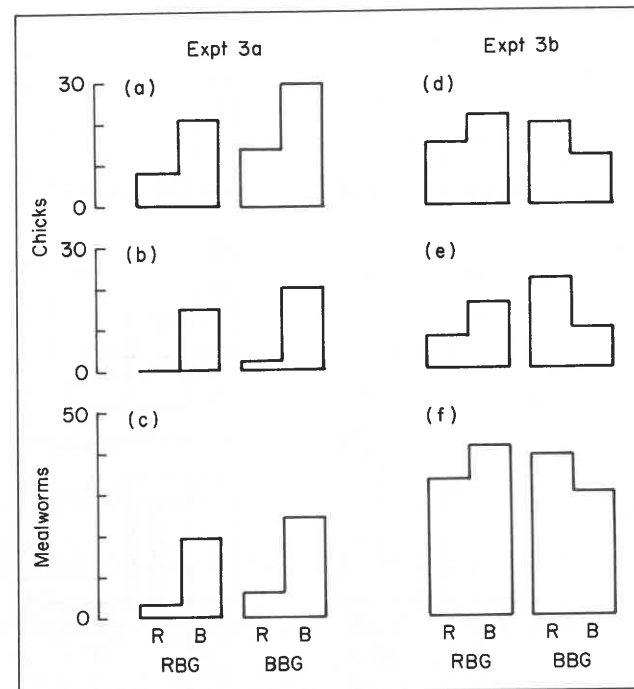 Expt 3a Expt 3b
30 (a) (d)
0
Chicks
30 (b) (e)
0
50 (c) (f)
Mealworms
0
R B R B R B R B
RBG BBG RBG BBG